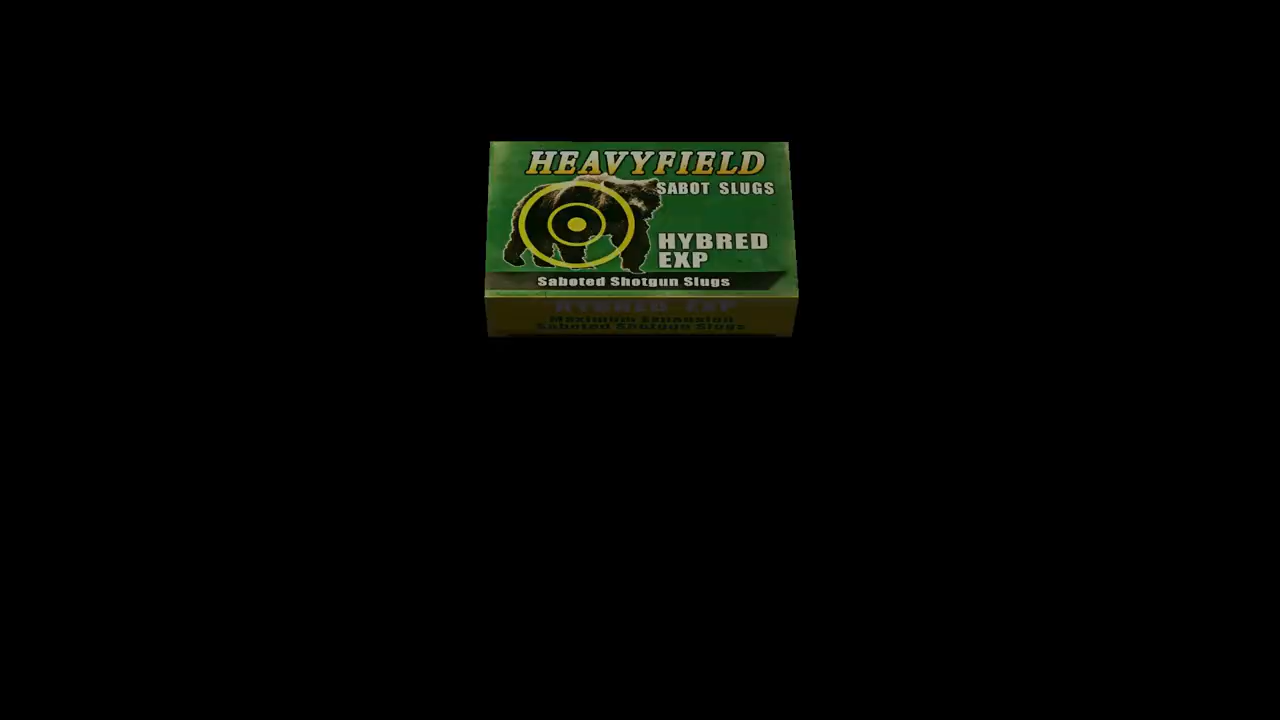 HEAVYFIELD
SABOT SLUGS
HYBRED
EXP
Saboted Shotgun Slugs
HYBRED EXP
Maximum Expansion
Saboted Shotgun Slugs